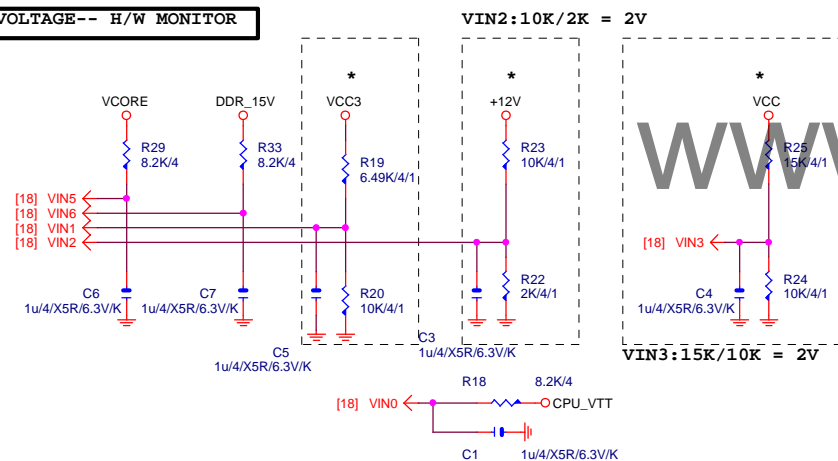 VOLTAGE-- H/W MONITOR
VIN2:10K/2K = 2V
*
*
*
VCORE
DDR_15V
VCC3
+12V
VCC
WWW
R29
8.2K/4
R33
8.2K/4
R19
6.49K/4/1
R23
10K/4/1
R25
15K/4/1
[18] VIN5
[18] VIN6
[18] VIN1
[18] VIN2
[18] VIN3
C6
1u/4/X5R/6.3V/K
C7
1u/4/X5R/6.3V/K
R20
10K/4/1
R22
2K/4/1
C4
1u/4/X5R/6.3V/K
R24
10K/4/1
C5
1u/4/X5R/6.3V/K
C3
1u/4/X5R/6.3V/K
VIN3:15K/10K = 2V
R18
8.2K/4
[18] VIN0
CPU_VTT
C1
1u/4/X5R/6.3V/K